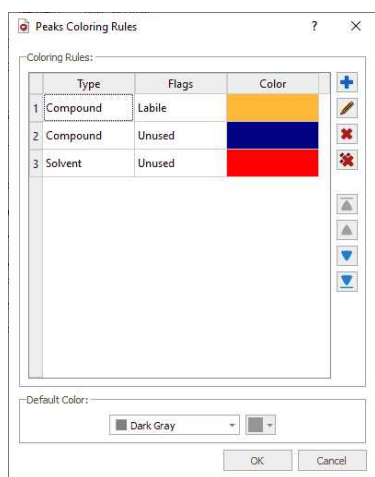 Peaks Coloring Rules ?
Coloring Rules:
Type Flags Color
1 Compound Labile
2 Compound Unused
3 Solvent Unused
Default Color:
Dark Gray
OK Cancel